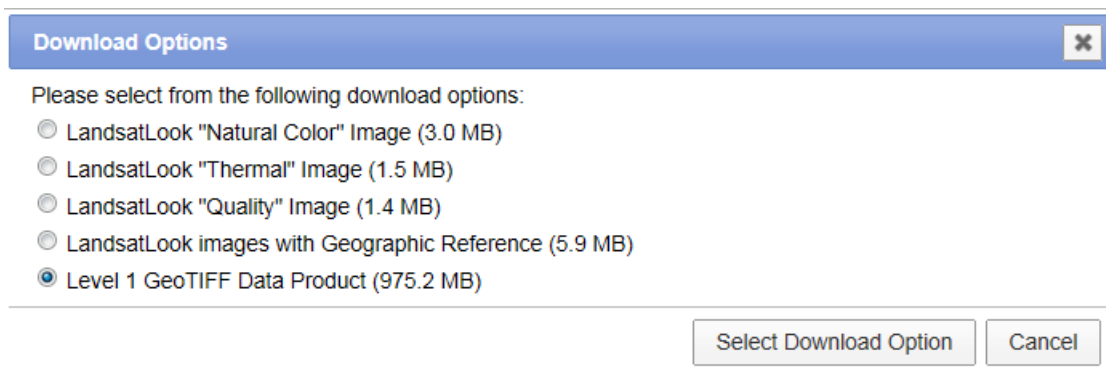 Download Options
Please select from the following download options:
LandsatLook "Natural Color" Image (3.0 MB)
LandsatLook "Thermal" Image (1.5 MB)
LandsatLook "Quality" Image (1.4 MB)
LandsatLook images with Geographic Reference (5.9 MB)
Level 1 GeoTIFF Data Product (975.2 MB)
Select Download Option Cancel